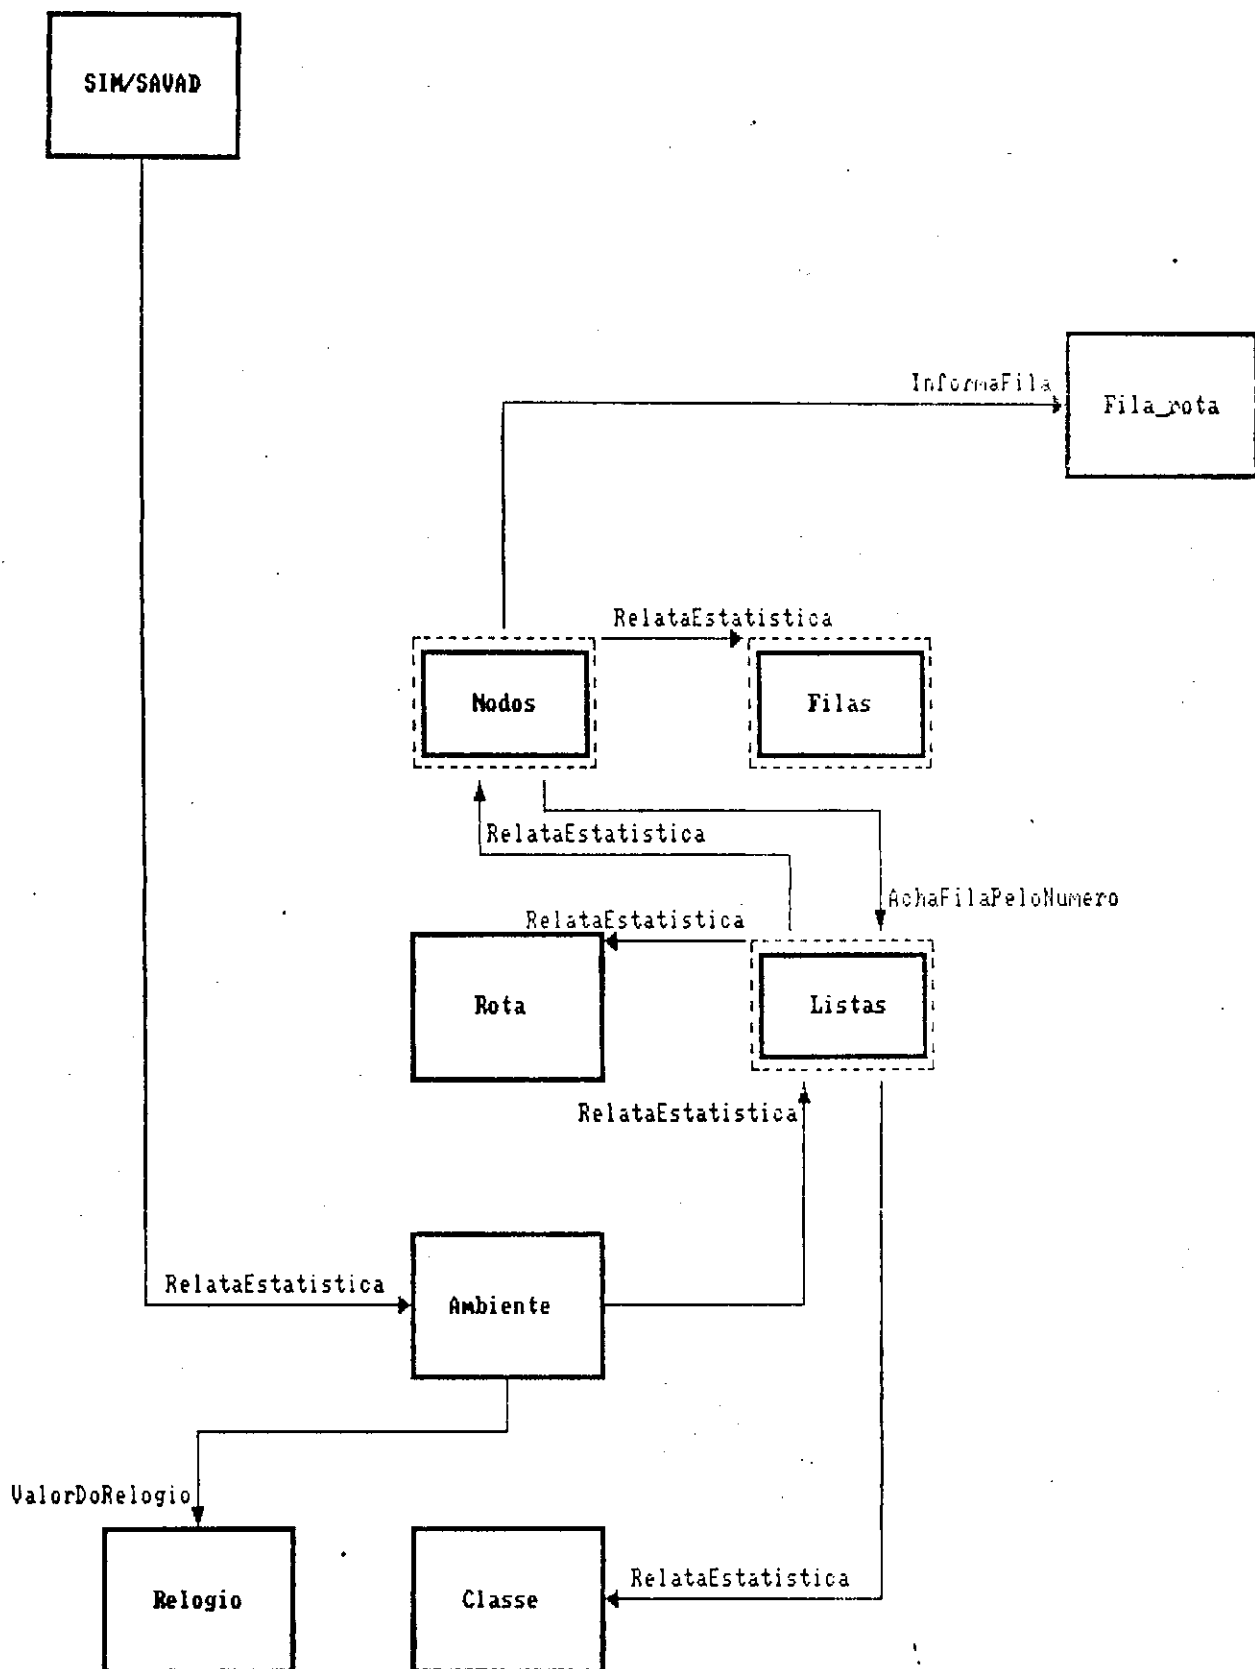 SIM/SAVAD
InformaFila
Fila_rota
RelataEstatistica
Nodos
Filas
RelataEstatistica
AchaFilaPeloNumero
RelataEstatistica
Rota
Listas
RelataEstatistica
RelataEstatistica
Ambiente
ValorDoRelogio
RelataEstatistica
Relogio
Classe